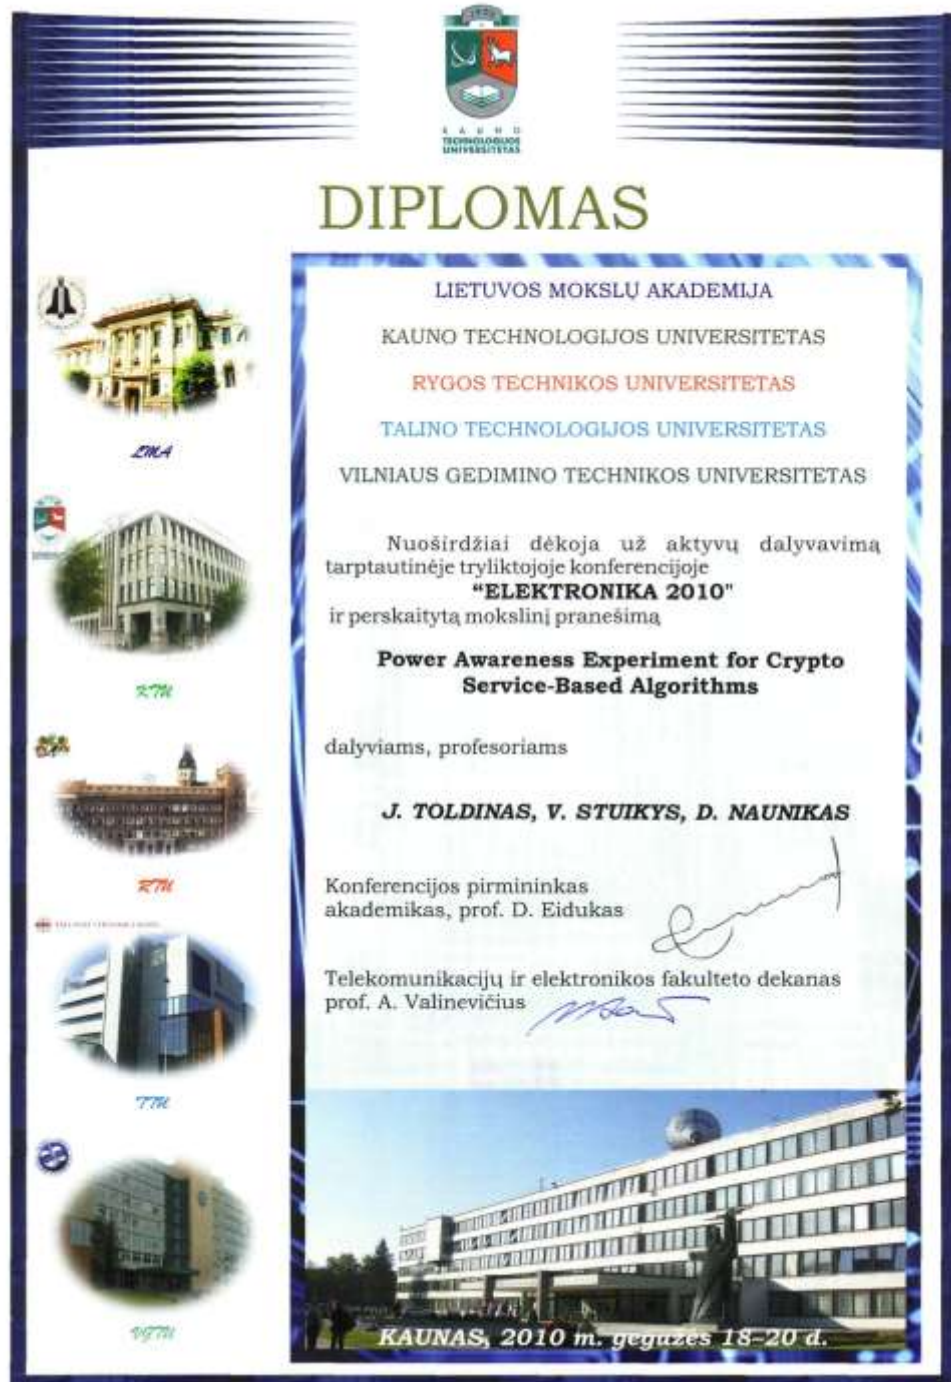 KAUNO
TECHNOLOGIJOS
UNIVERSITETAS
DIPLOMAS
LIETUVOS MOKSLŲ AKADEMIJA
KAUNO TECHNOLOGIJOS UNIVERSITETAS
RYGOS TECHNIKOS UNIVERSITETAS
TALINO TECHNOLOGIJOS UNIVERSITETAS
VILNIAUS GEDIMINO TECHNIKOS UNIVERSITETAS
LMA
KTU
RTU
TTU
VGTU
Nuoširdžiai dėkoja už aktyvų dalyvavimą
tarptautinėje tryliktojoje konferencijoje
“ELEKTRONIKA 2010"
ir perskaitytą mokslinį pranešimą
Power Awareness Experiment for Crypto
Service-Based Algorithms
dalyviams, profesoriams
J. TOLDINAS, V. STUIKYS, D. NAUNIKAS
Konferencijos pirmininkas
akademikas, prof. D. Eidukas
Telekomunikacijų ir elektronikos fakulteto dekanas
prof. A. Valinevičius
KAUNAS, 2010 m. gegužės 18-20 d.